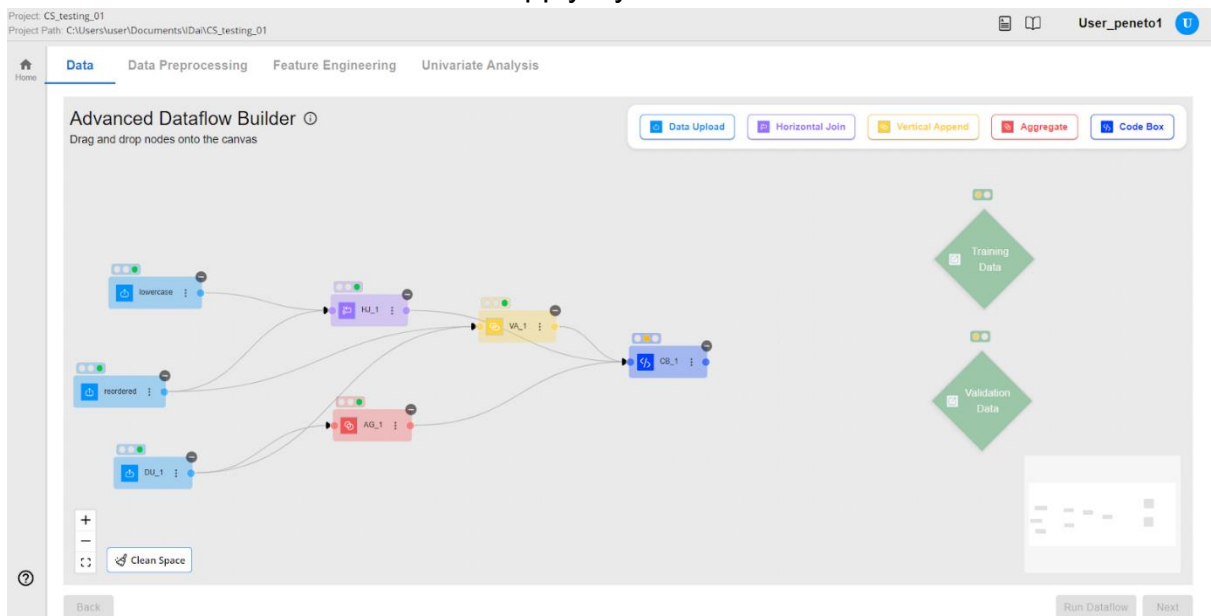 Project: CS_testing_01
Project Path: C:\Users\user\Documents\IDaI\CS_testing_01
User_peneto1
U
Home
Data
Data Preprocessing
Feature Engineering
Univariate Analysis
Advanced Dataflow Builder
Drag and drop nodes onto the canvas
Data Upload
Horizontal Join
Vertical Append
Aggregate
Code Box
Training
Data
lowercase
HJ_1
VA_1
CB_1
reordered
AG_1
Validation
Data
DU_1
Clean Space
Back
Run Dataflow
Next